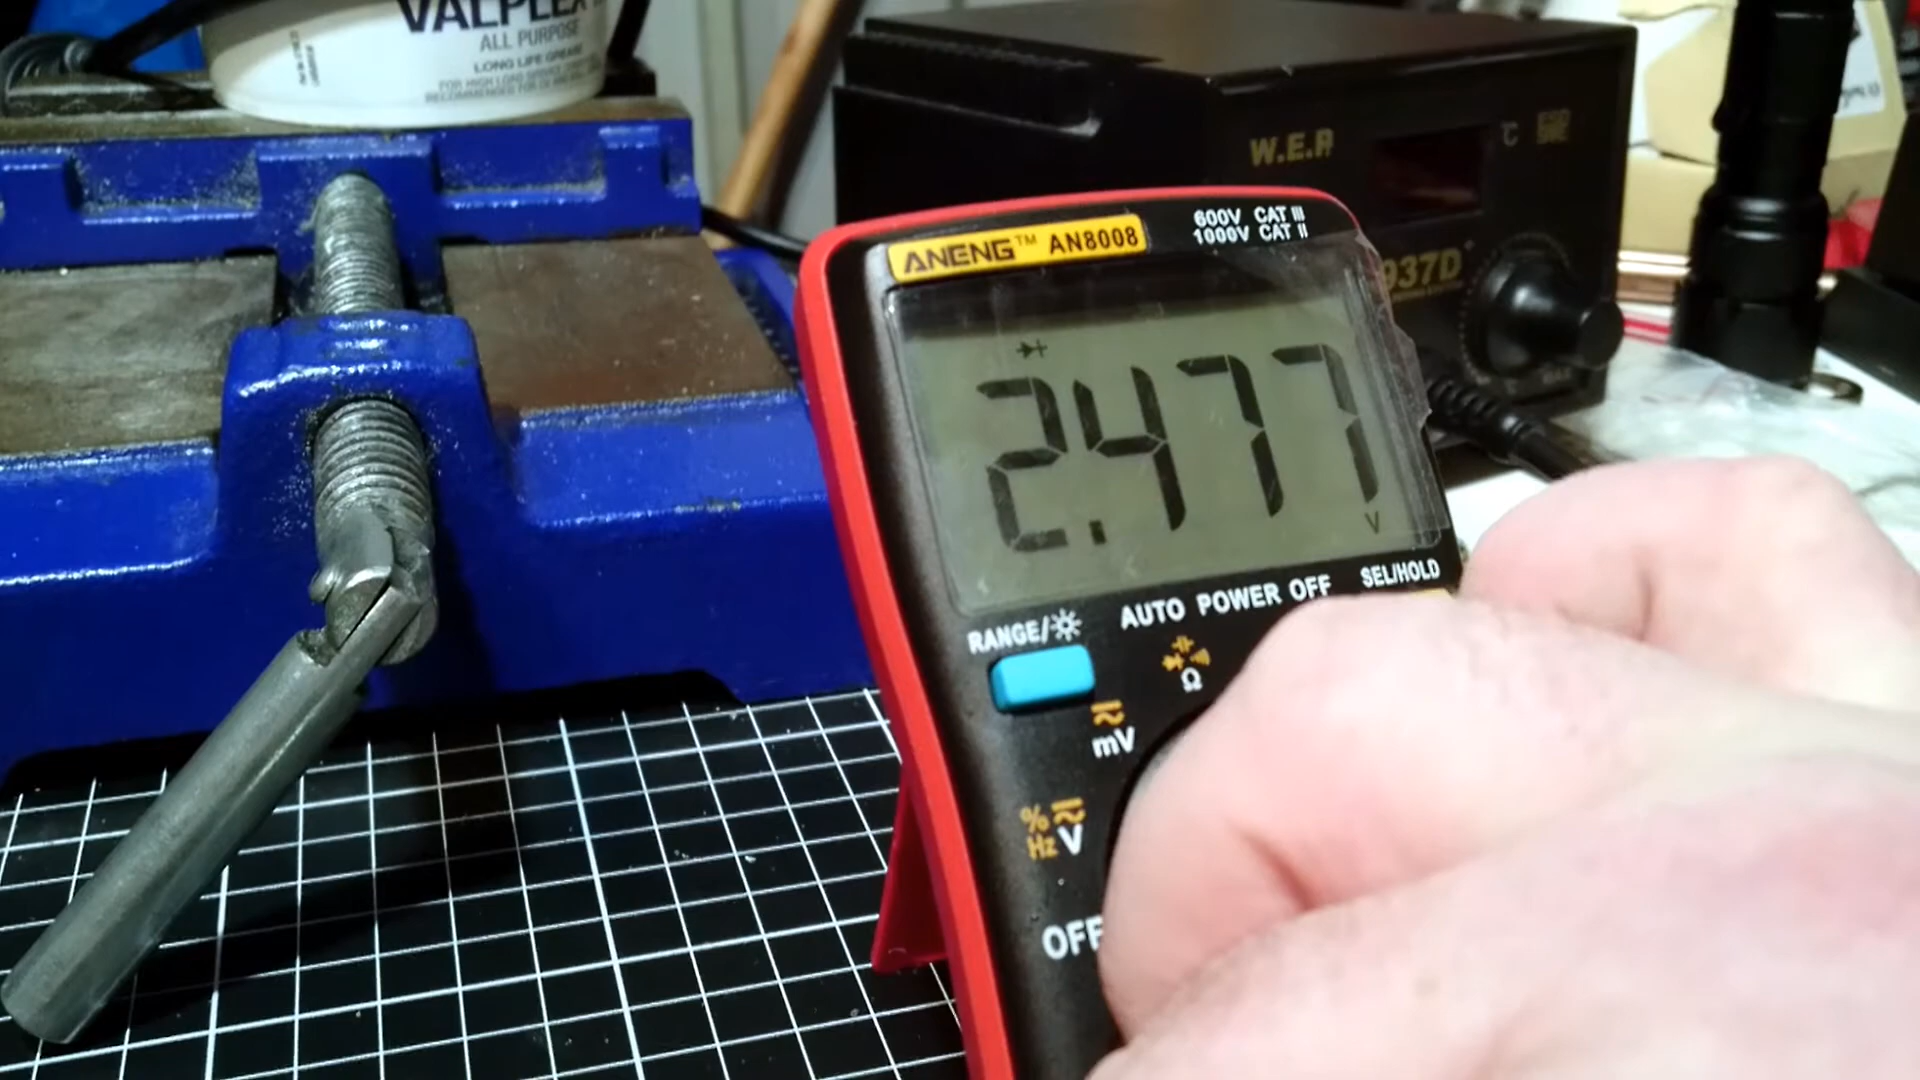 VALPLEX
ALL PURPOSE
LONG LIFE GREASE
W.E.P
°C
937D
ANENG™ AN8008
600V CAT III
1000V CAT II
2.477
V
RANGE/
AUTO POWER OFF
SEL/HOLD
Ω
mV
%
Hz V
OFF